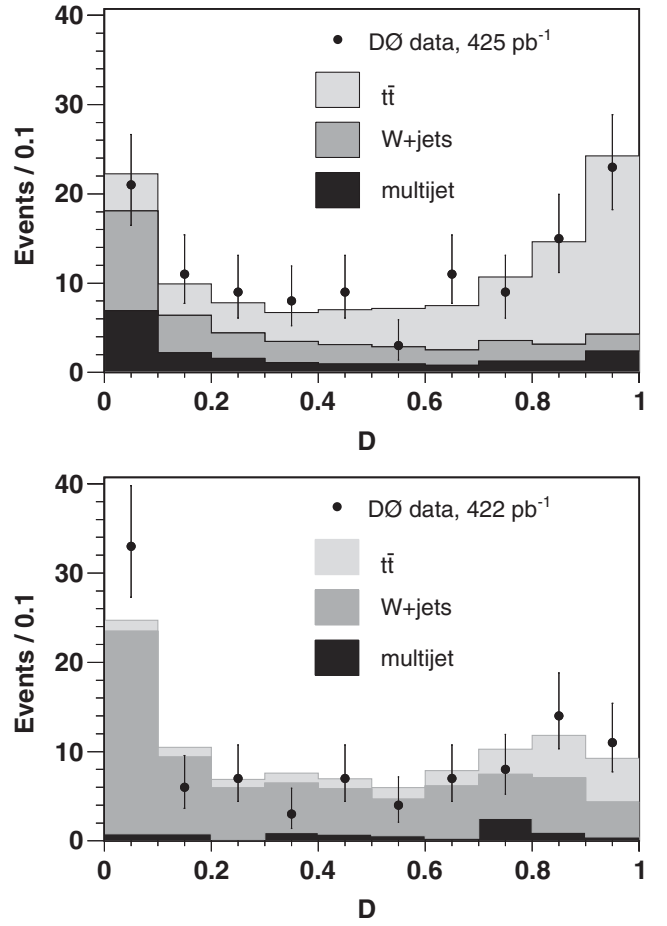 40
30
20
10
0
Events / 0.1
DØ data, 425 pb⁻¹
tt̄
W+jets
multijet
0 0.2 0.4 0.6 0.8 1
D
40
30
20
10
0
Events / 0.1
DØ data, 422 pb⁻¹
tt̄
W+jets
multijet
0 0.2 0.4 0.6 0.8 1
D